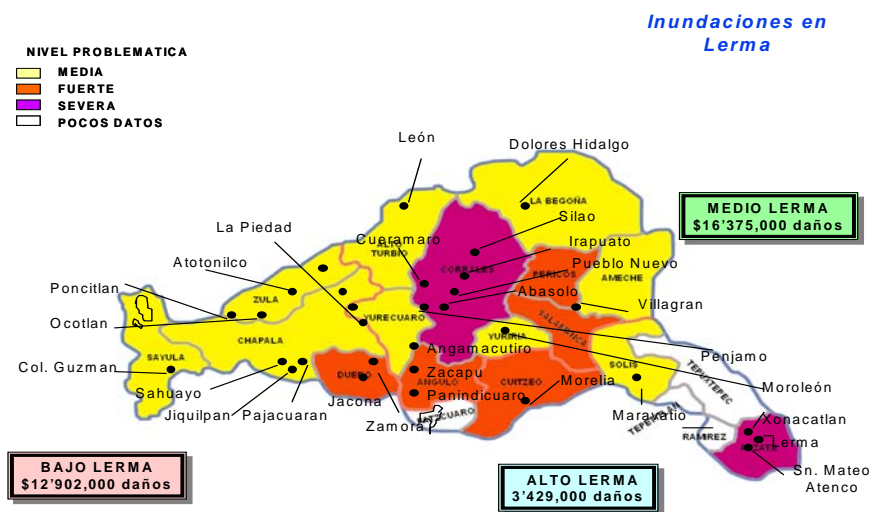 Inundaciones en
Lerma
NIVEL PROBLEMATICA
MEDIA
FUERTE
SEVERA
POCOS DATOS
León
Dolores Hidalgo
LA BEGOÑA
MEDIO LERMA
$16'375,000 daños
Silao
La Piedad
Cueramaro
ALTO
TURBIO
Irapuato
CORRALES
PERICOS
Pueblo Nuevo
AMECHE
Atotonilco
Abasolo
Poncitlan
ZULA
Villagran
Ocotlan
YURECUARO
SALAMANCA
CHAPALA
YURIRIA
SAYULA
Angamacutiro
Penjamo
Col. Guzman
SOLIS
TEPUXTEPEC
Zacapu
DUERO
ANGULO
CUITZEO
Morelia
Moroleón
Sahuayo
Jacona
Panindicuaro
Jiquilpan
Pajacuaran
Maravatio
Xonacatlan
Zamora
RAMIREZ
Lerma
Sn. Mateo
Atenco
BAJO LERMA
$12'902,000 daños
ALTO LERMA
3'429,000 daños